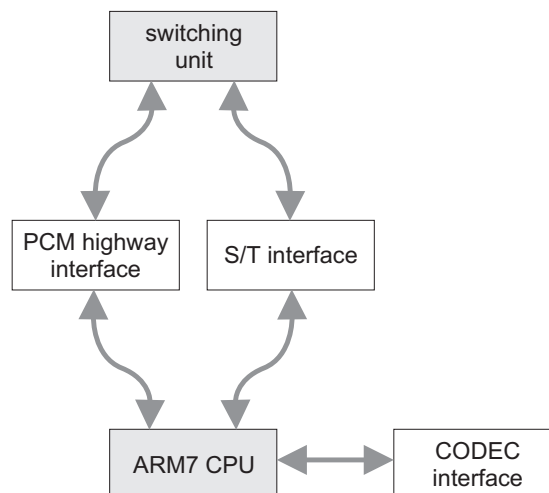 switching
unit
PCM highway
interface
S/T interface
ARM7 CPU
CODEC
interface